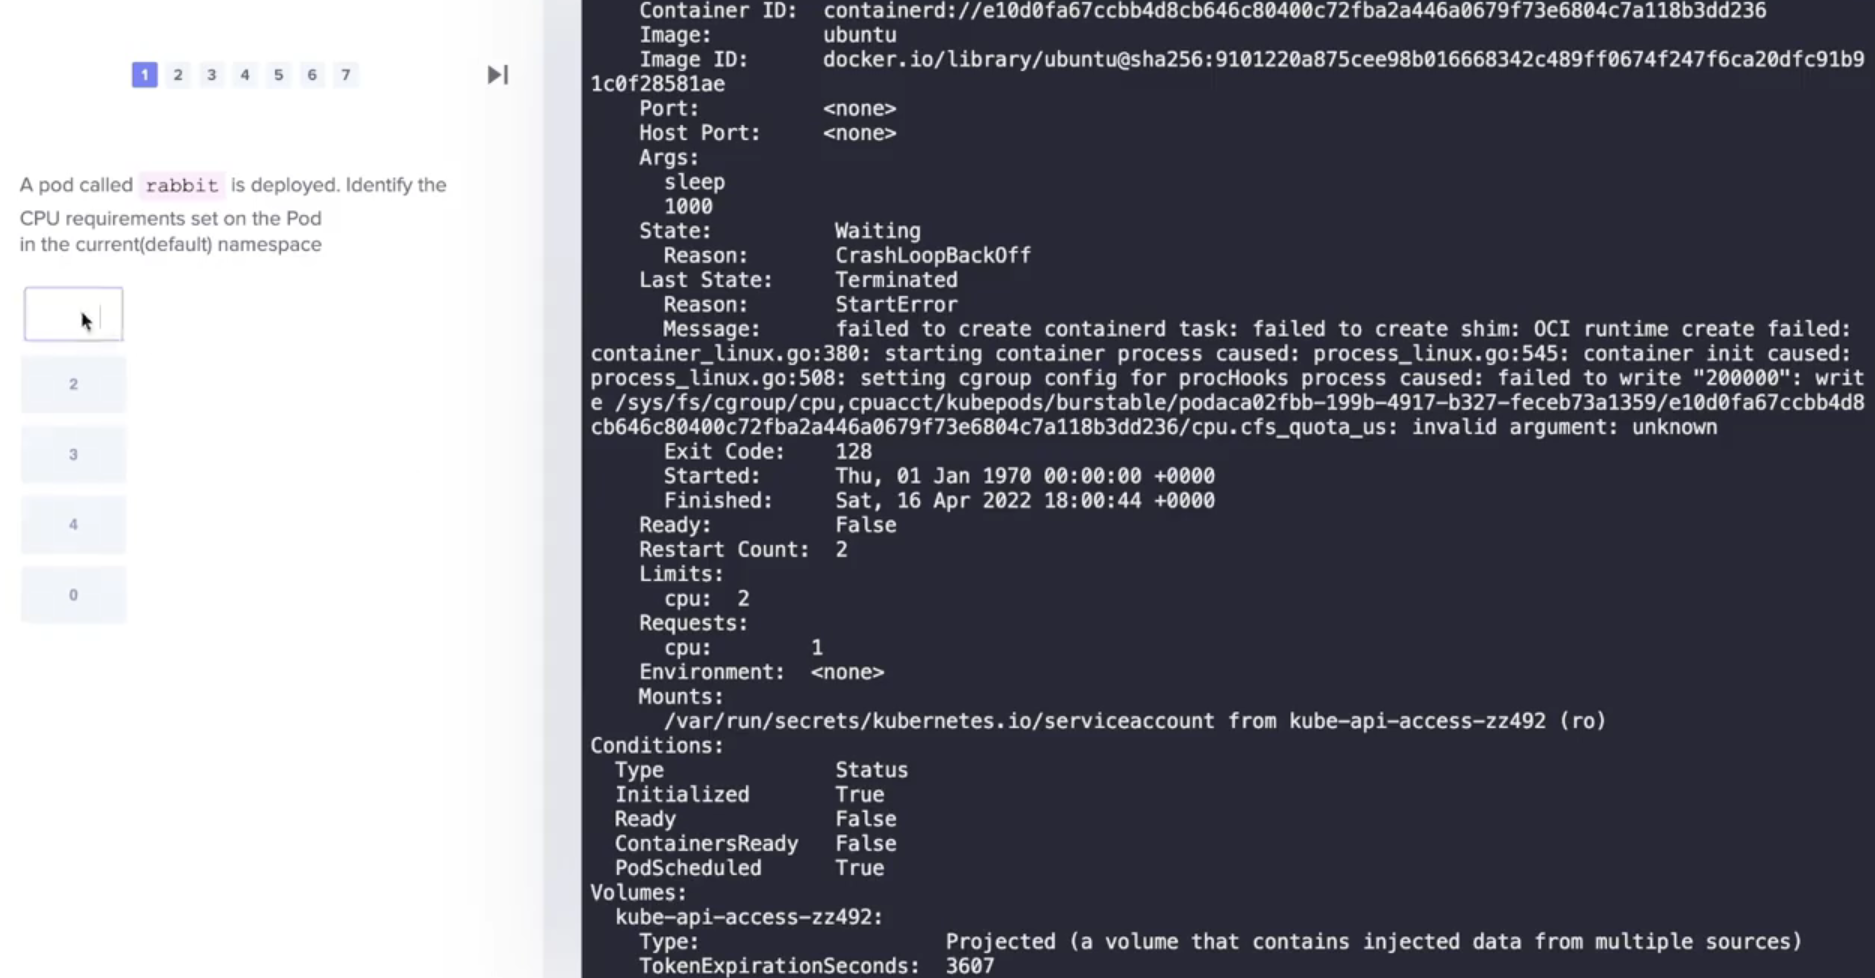 1 2 3 4 5 6 7
A pod called rabbit is deployed. Identify the
CPU requirements set on the Pod
in the current(default) namespace
2
3
4
0
Container ID:  containerd://e10d0fa67ccbb4d8cb646c80400c72fba2a446a0679f73e6804c7a118b3dd236
Image:         ubuntu
Image ID:      docker.io/library/ubuntu@sha256:9101220a875cee98b016668342c489ff0674f247f6ca20dfc91b9
1c0f28581ae
Port:          <none>
Host Port:     <none>
Args:
sleep
1000
State:          Waiting
Reason:       CrashLoopBackOff
Last State:     Terminated
Reason:       StartError
Message:      failed to create containerd task: failed to create shim: OCI runtime create failed:
container_linux.go:380: starting container process caused: process_linux.go:545: container init caused:
process_linux.go:508: setting cgroup config for procHooks process caused: failed to write "200000": writ
e /sys/fs/cgroup/cpu,cpuacct/kubepods/burstable/podaca02fbb-199b-4917-b327-feceb73a1359/e10d0fa67ccbb4d8
cb646c80400c72fba2a446a0679f73e6804c7a118b3dd236/cpu.cfs_quota_us: invalid argument: unknown
Exit Code:    128
Started:      Thu, 01 Jan 1970 00:00:00 +0000
Finished:     Sat, 16 Apr 2022 18:00:44 +0000
Ready:          False
Restart Count:  2
Limits:
cpu:  2
Requests:
cpu:        1
Environment:  <none>
Mounts:
/var/run/secrets/kubernetes.io/serviceaccount from kube-api-access-zz492 (ro)
Conditions:
Type              Status
Initialized       True
Ready             False
ContainersReady   False
PodScheduled      True
Volumes:
kube-api-access-zz492:
Type:                    Projected (a volume that contains injected data from multiple sources)
TokenExpirationSeconds:  3607